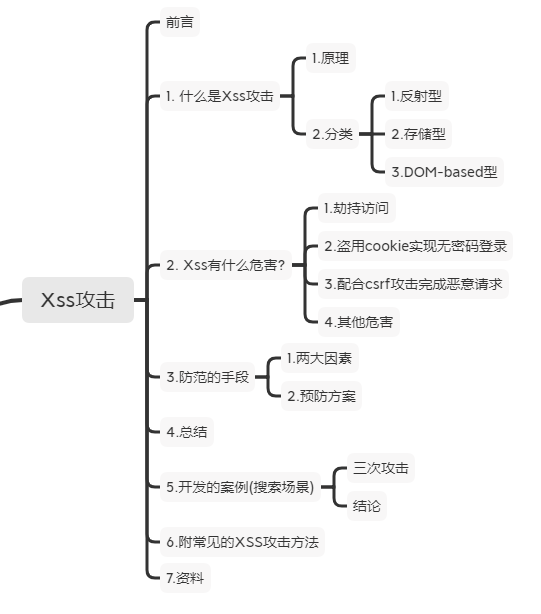 Xss攻击
前言
1. 什么是Xss攻击
1.原理
2.分类
1.反射型
2.存储型
3.DOM-based型
2. Xss有什么危害?
1.劫持访问
2.盗用cookie实现无密码登录
3.配合csrf攻击完成恶意请求
4.其他危害
3.防范的手段
1.两大因素
2.预防方案
4.总结
5.开发的案例(搜索场景)
三次攻击
结论
6.附常见的XSS攻击方法
7.资料